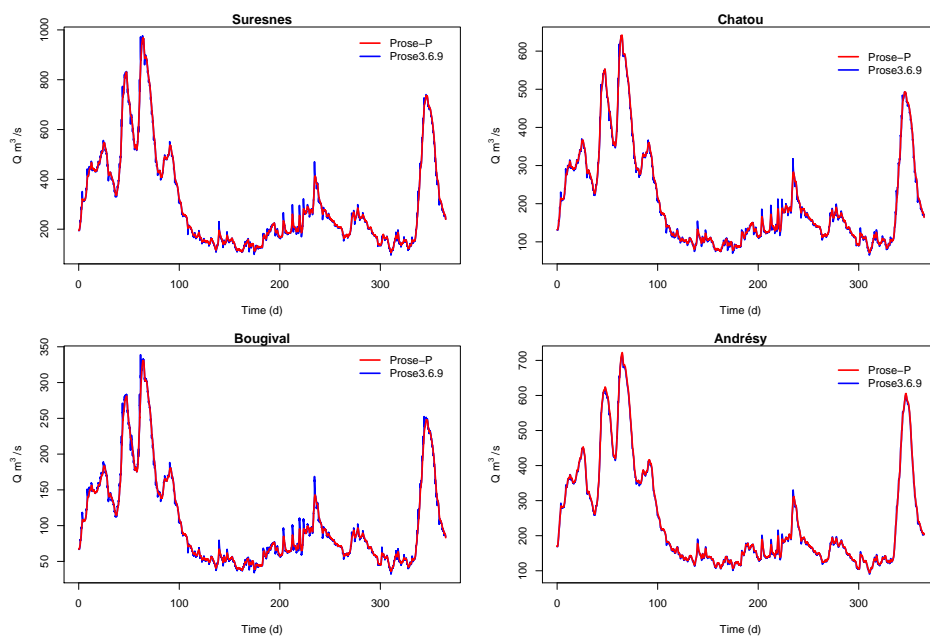 Suresnes
Q m³/s
1000
800
600
400
200
Prose-P
Prose3.6.9
0 100 200 300
Time (d)
Chatou
Q m³/s
600
500
400
300
200
100
Prose-P
Prose3.6.9
0 100 200 300
Time (d)
Bougival
Q m³/s
350
300
250
200
150
100
50
Prose-P
Prose3.6.9
0 100 200 300
Time (d)
Andrésy
Q m³/s
700
600
500
400
300
200
100
Prose-P
Prose3.6.9
0 100 200 300
Time (d)